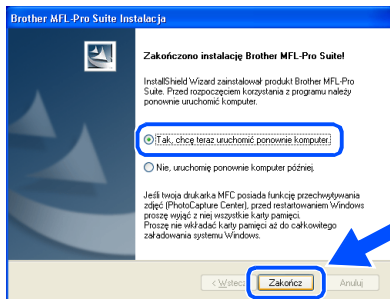 Brother MFL-Pro Suite Instalacja
Zakończono instalację Brother MFL-Pro Suite!
InstallShield Wizard zainstalował produkt Brother MFL-Pro
Suite. Przed rozpoczęciem korzystania z programu należy
ponownie uruchomić komputer.
Tak, chcę teraz uruchomić ponownie komputer.
Nie, uruchomię ponownie komputer później.
Jeśli twoja drukarka MFC posiada funkcję przechwytywania
zdjęć (PhotoCapture Center), przed restartowaniem Windows
proszę wyjąć z niej wszystkie karty pamięci.
Proszę nie wkładać karty pamięci aż do całkowitego
załadowania systemu Windows.
< Wstecz Zakończ Anuluj